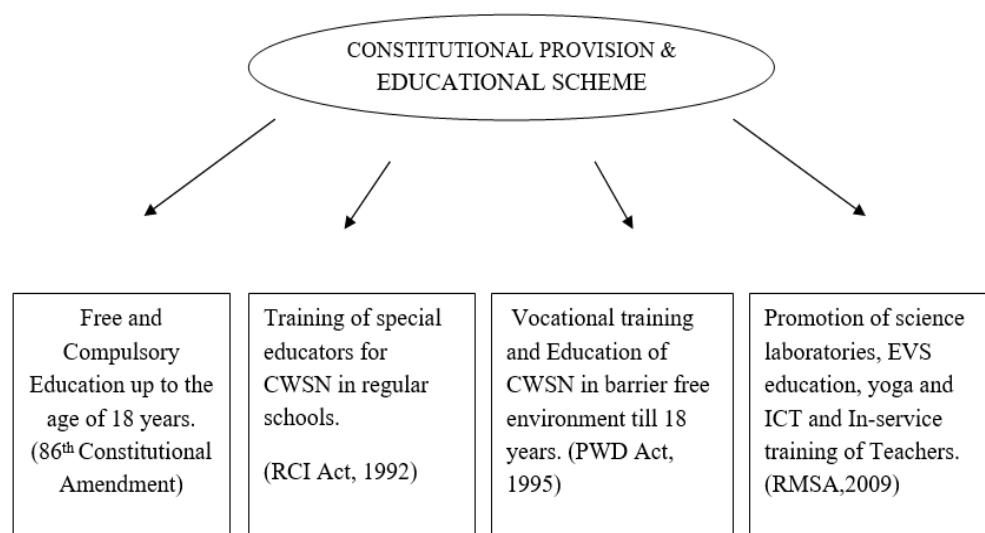 CONSTITUTIONAL PROVISION &
EDUCATIONAL SCHEME
Free and
Compulsory
Education up to the
age of 18 years.
(86th Constitutional
Amendment)
Training of special
educators for
CWSN in regular
schools.
(RCI Act, 1992)
Vocational training
and Education of
CWSN in barrier free
environment till 18
years. (PWD Act,
1995)
Promotion of science
laboratories, EVS
education, yoga and
ICT and In-service
training of Teachers.
(RMSA,2009)